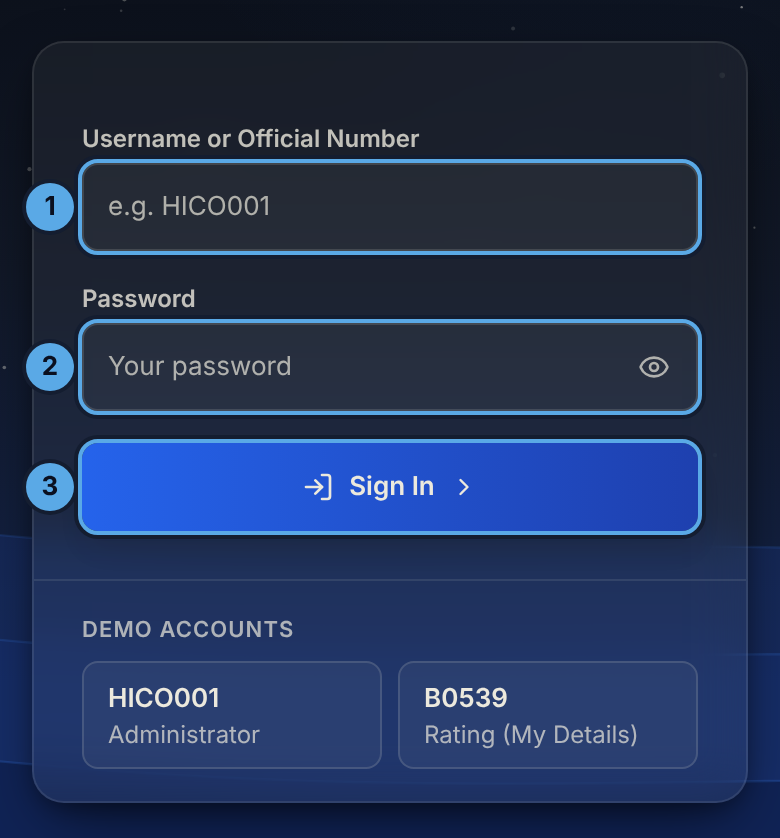 Username or Official Number
1
e.g. HICO001
Password
2
Your password
3
Sign In
DEMO ACCOUNTS
HICO001
Administrator
B0539
Rating (My Details)